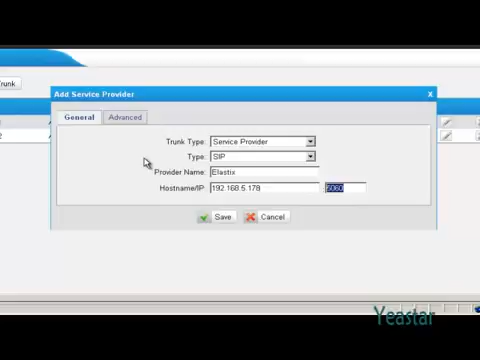 Trunk
Add Service Provider X
General Advanced
Trunk Type: Service Provider
Type: SIP
Provider Name: Elastix
Hostname/IP: 192.168.5.178 5060
Save Cancel
Yeastar